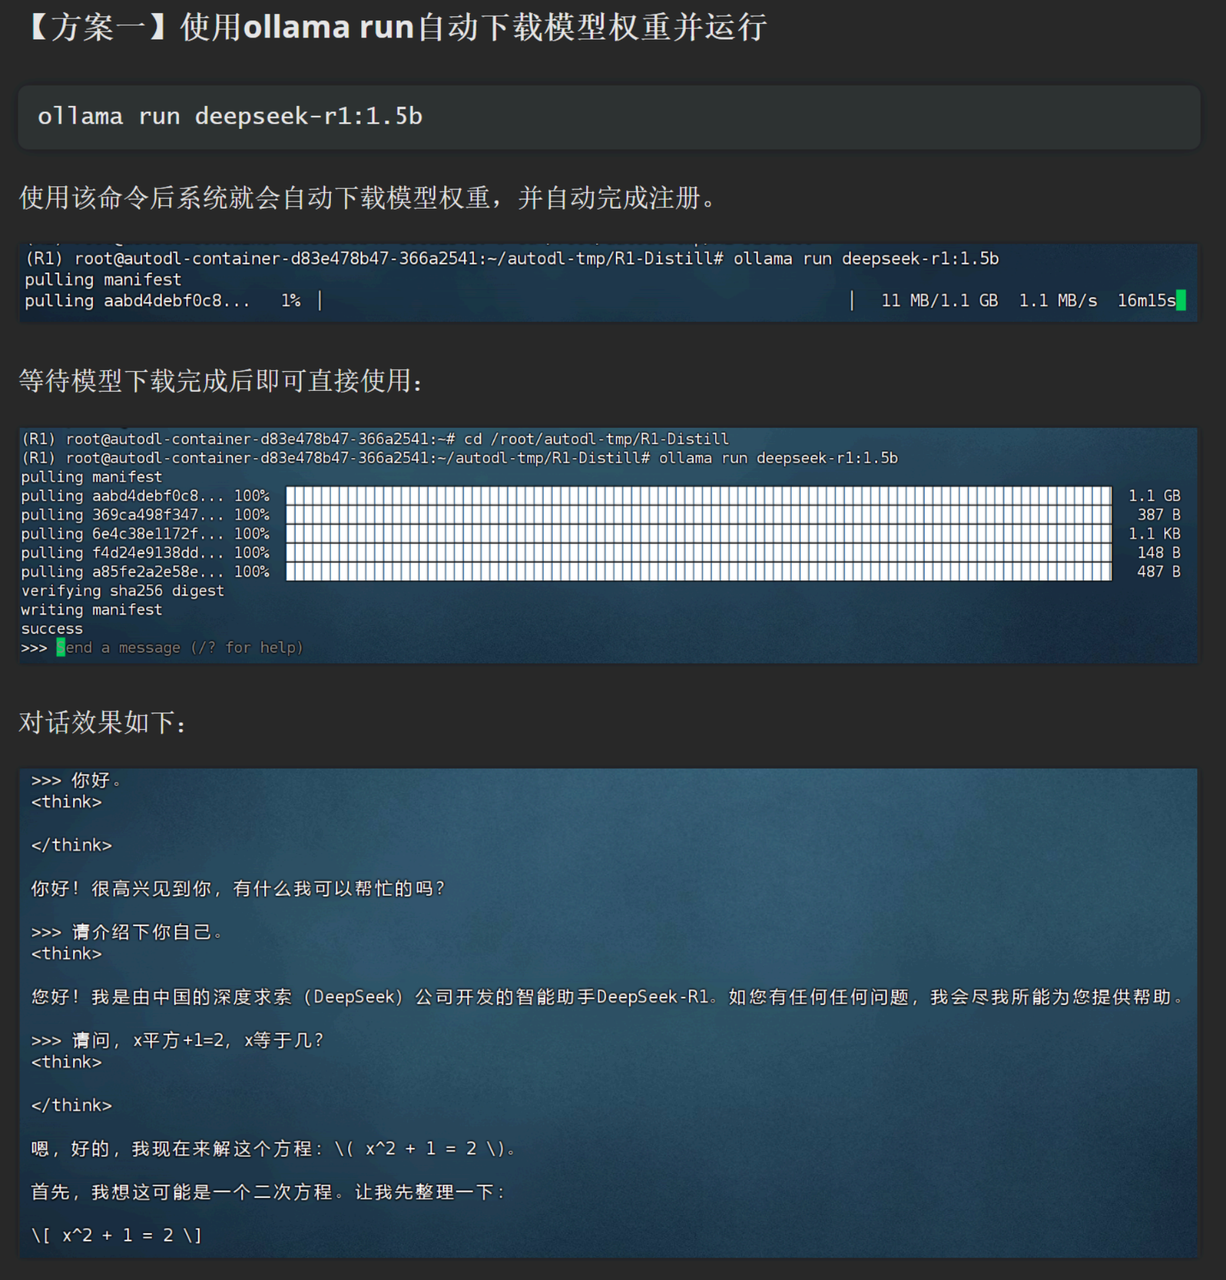 【方案一】使用ollama run自动下载模型权重并运行
ollama run deepseek-r1:1.5b
使用该命令后系统就会自动下载模型权重，并自动完成注册。
(R1) root@autodl-container-d83e478b47-366a2541:~/autodl-tmp/R1-Distill# ollama run deepseek-r1:1.5b
pulling manifest
pulling aabd4debf0c8... 1% | | 11 MB/1.1 GB 1.1 MB/s 16m15s
等待模型下载完成后即可直接使用：
(R1) root@autodl-container-d83e478b47-366a2541:~# cd /root/autodl-tmp/R1-Distill
(R1) root@autodl-container-d83e478b47-366a2541:~/autodl-tmp/R1-Distill# ollama run deepseek-r1:1.5b
pulling manifest
pulling aabd4debf0c8... 100% 1.1 GB
pulling 369ca498f347... 100% 387 B
pulling 6e4c38e1172f... 100% 1.1 KB
pulling f4d24e9138dd... 100% 148 B
pulling a85fe2a2e58e... 100% 487 B
verifying sha256 digest
writing manifest
success
>>> end a message (/? for help)
对话效果如下：
>>> 你好。
<think>
</think>
你好！很高兴见到你，有什么我可以帮忙的吗？
>>> 请介绍下你自己。
<think>
您好！我是由中国的深度求索（DeepSeek）公司开发的智能助手DeepSeek-R1。如您有任何任何问题，我会尽我所能为您提供帮助。
>>> 请问，x平方+1=2，x等于几？
<think>
</think>
嗯，好的，我现在来解这个方程：\( x^2 + 1 = 2 \)。
首先，我想这可能是一个二次方程。让我先整理一下：
\[ x^2 + 1 = 2 \]